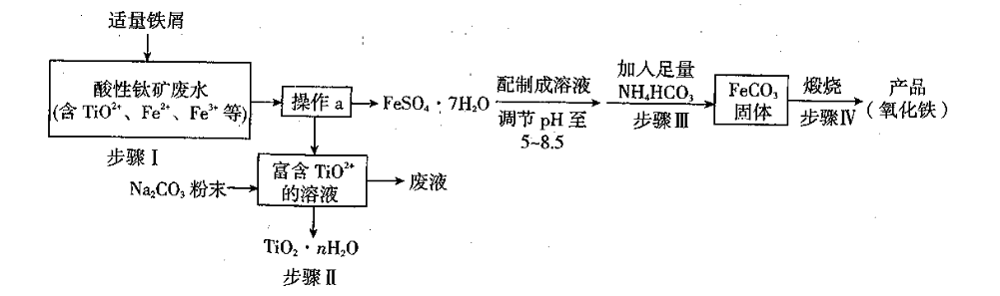 适量铁屑
酸性钛矿废水
(含 TiO²⁺、Fe²⁺、Fe³⁺ 等)
步骤Ⅰ
操作 a
FeSO₄·7H₂O
配制成溶液
调节 pH 至
5~8.5
加入足量
NH₄HCO₃
步骤Ⅲ
FeCO₃
固体
煅烧
步骤Ⅳ
产品
(氧化铁)
Na₂CO₃ 粉末
富含 TiO²⁺
的溶液
废液
TiO₂·nH₂O
步骤Ⅱ